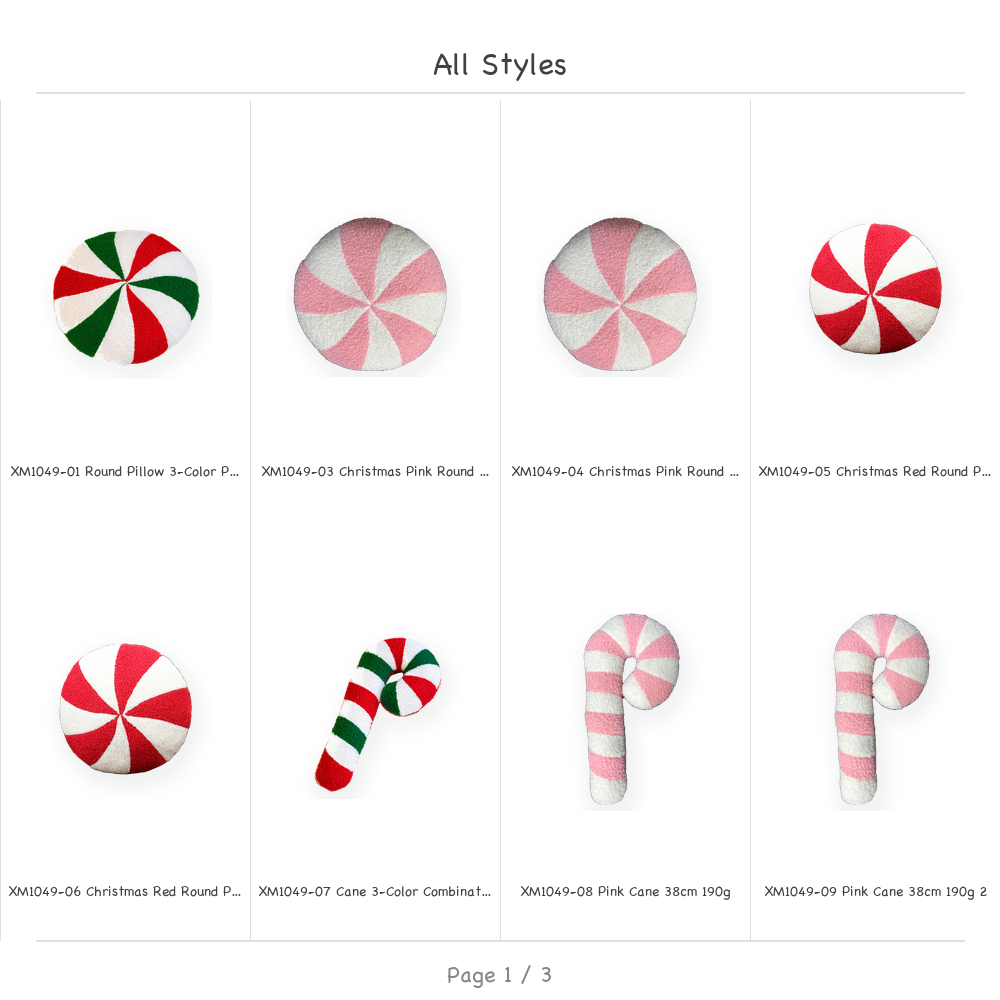 All Styles
XM1049-01 Round Pillow 3-Color P...
XM1049-03 Christmas Pink Round ...
XM1049-04 Christmas Pink Round ...
XM1049-05 Christmas Red Round P...
XM1049-06 Christmas Red Round P...
XM1049-07 Cane 3-Color Combinat...
XM1049-08 Pink Cane 38cm 190g
XM1049-09 Pink Cane 38cm 190g 2
Page 1 / 3